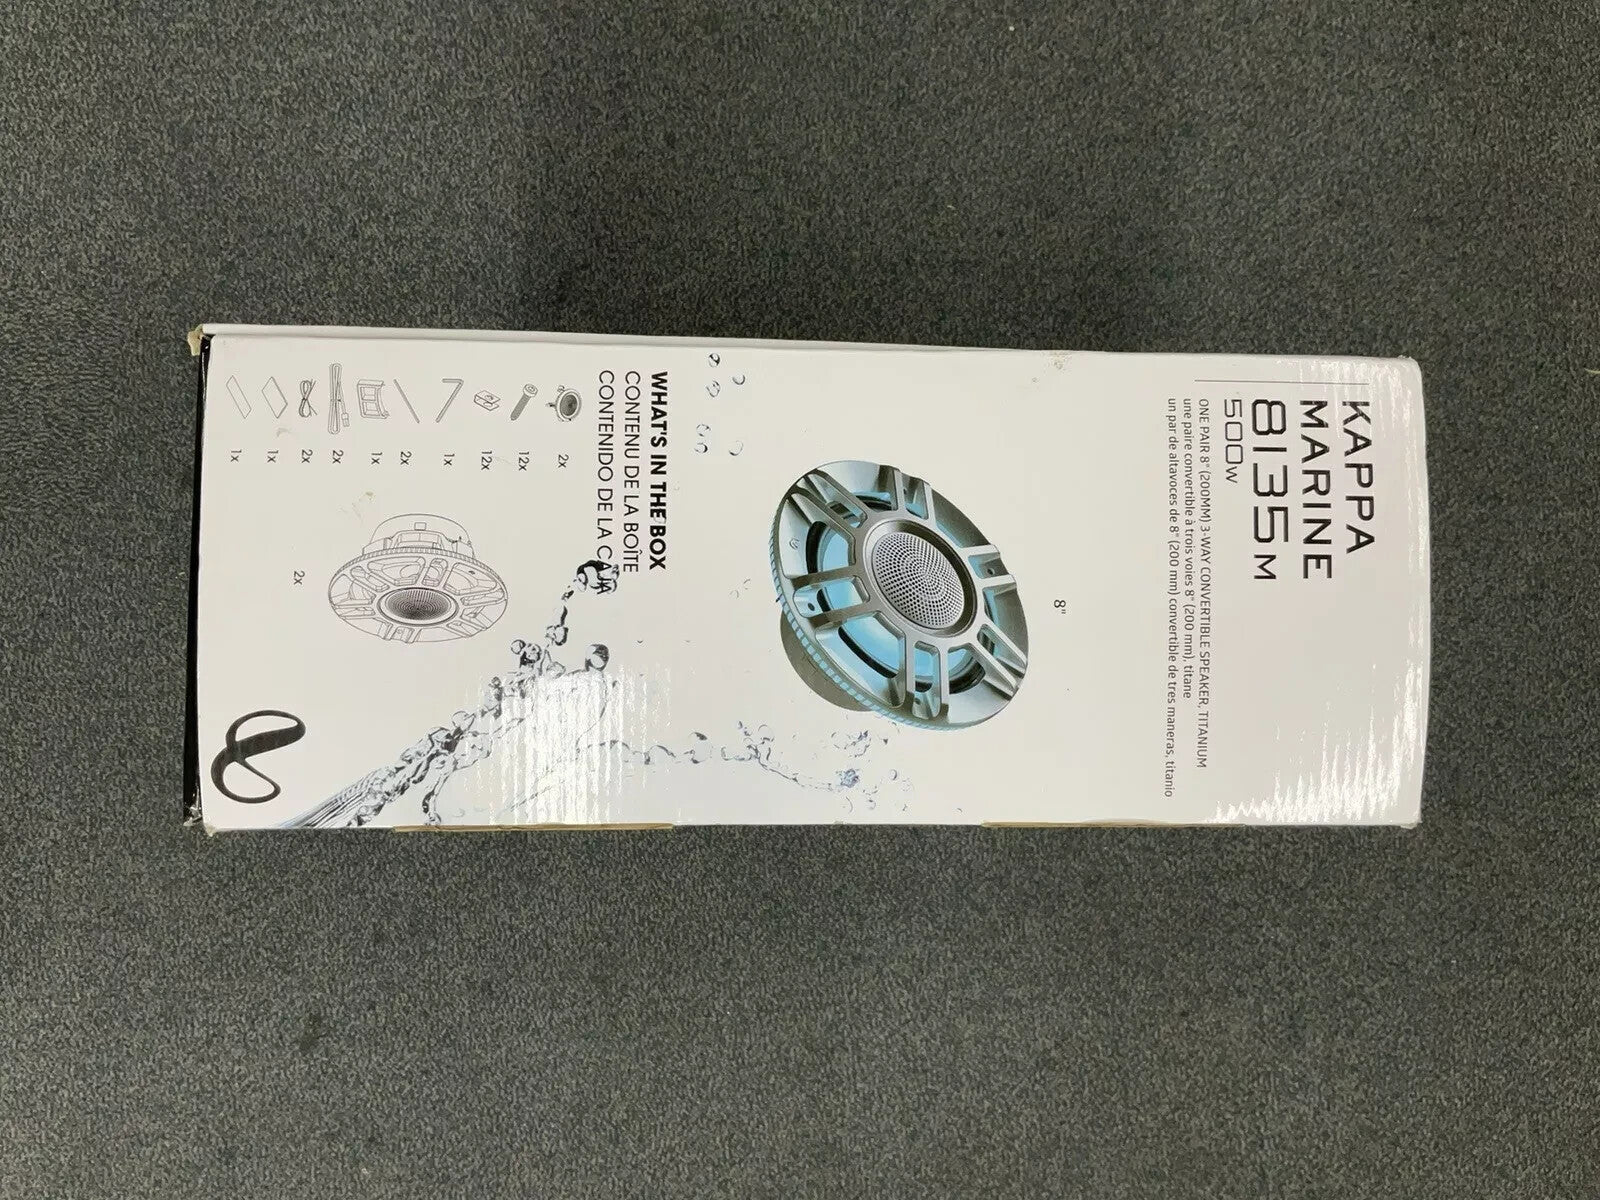 KAPPA
MARINE
8135M
500W
ONE PAIR 8" (200MM) 3-WAY CONVERTIBLE SPEAKER, TITANIUM
une paire convertible à trois voies 8" (200 mm), titane
un par de altavoces de 8" (200 mm) convertible de tres maneras, titanio
8"
WHAT'S IN THE BOX
CONTENU DE LA BOÎTE
CONTENIDO DE LA CAJA
2x
12x
12x
1x
2x
1x
2x
2x
1x
1x
2x